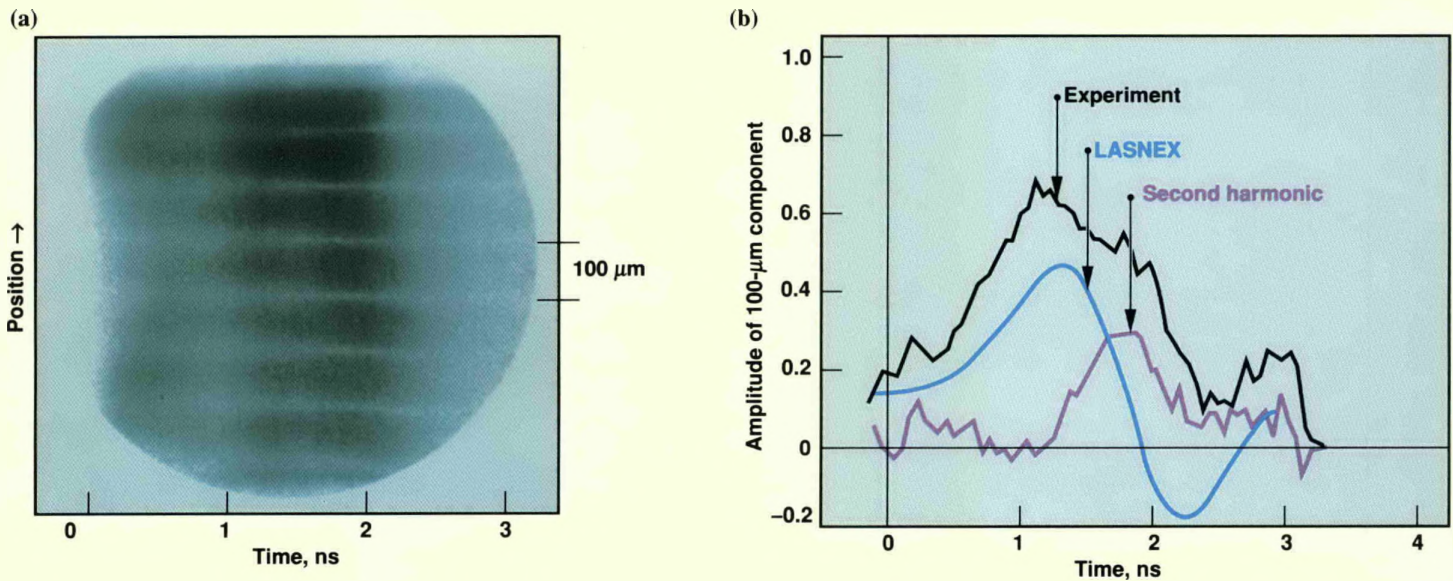 (a)
Position →
100 μm
0 1 2 3
Time, ns
(b)
Amplitude of 100-μm component
1.0
0.8
0.6
0.4
0.2
0
−0.2
Experiment
LASNEX
Second harmonic
0 1 2 3 4
Time, ns